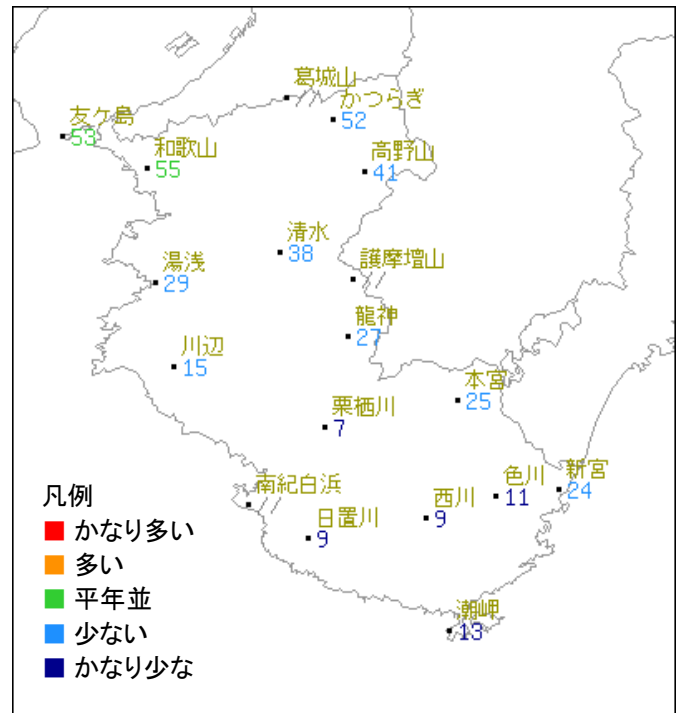 葛城山
かつらぎ
52
友ケ島
53
和歌山
55
高野山
41
清水
38
護摩壇山
湯浅
29
龍神
27
川辺
15
本宮
25
栗栖川
7
色川
11
新宮
24
南紀白浜
西川
9
日置川
9
潮岬
13
凡例
かなり多い
多い
平年並
少ない
かなり少な